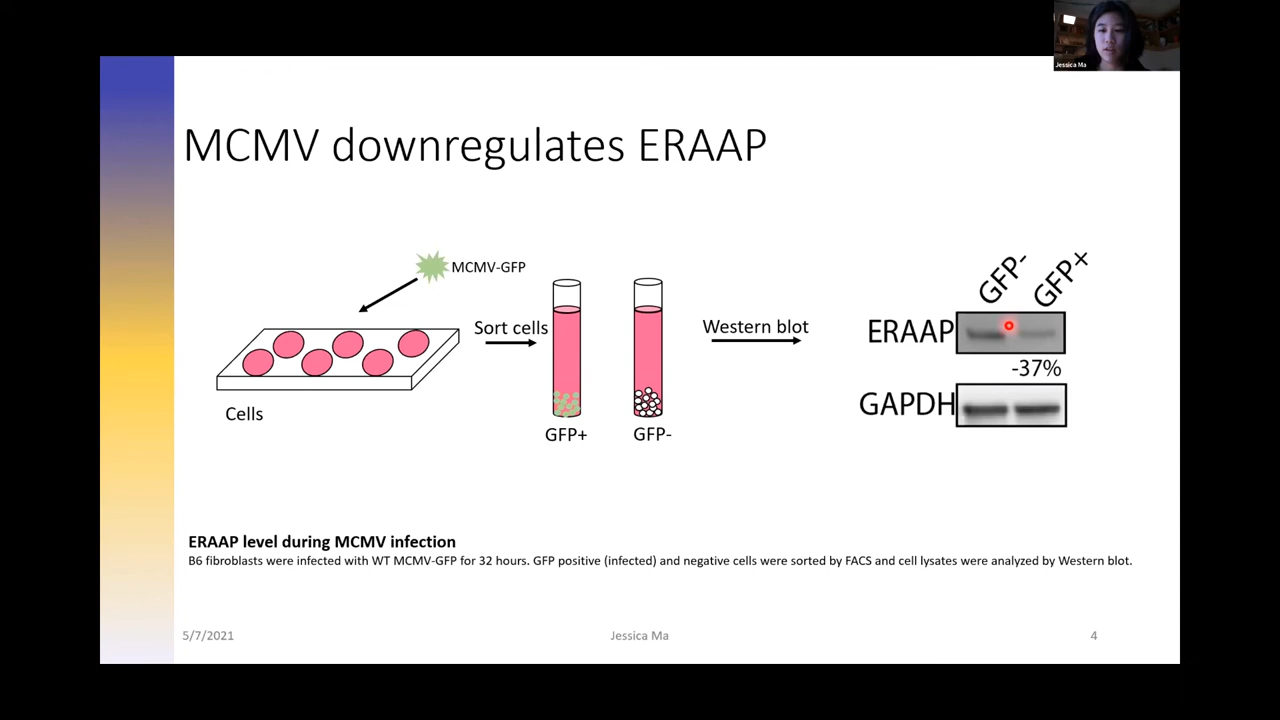 Jessica Ma
MCMV downregulates ERAAP
MCMV-GFP
Cells
Sort cells
GFP+
GFP-
Western blot
GFP-
GFP+
ERAAP
-37%
GAPDH
ERAAP level during MCMV infection
B6 fibroblasts were infected with WT MCMV-GFP for 32 hours. GFP positive (infected) and negative cells were sorted by FACS and cell lysates were analyzed by Western blot.
5/7/2021
Jessica Ma
4